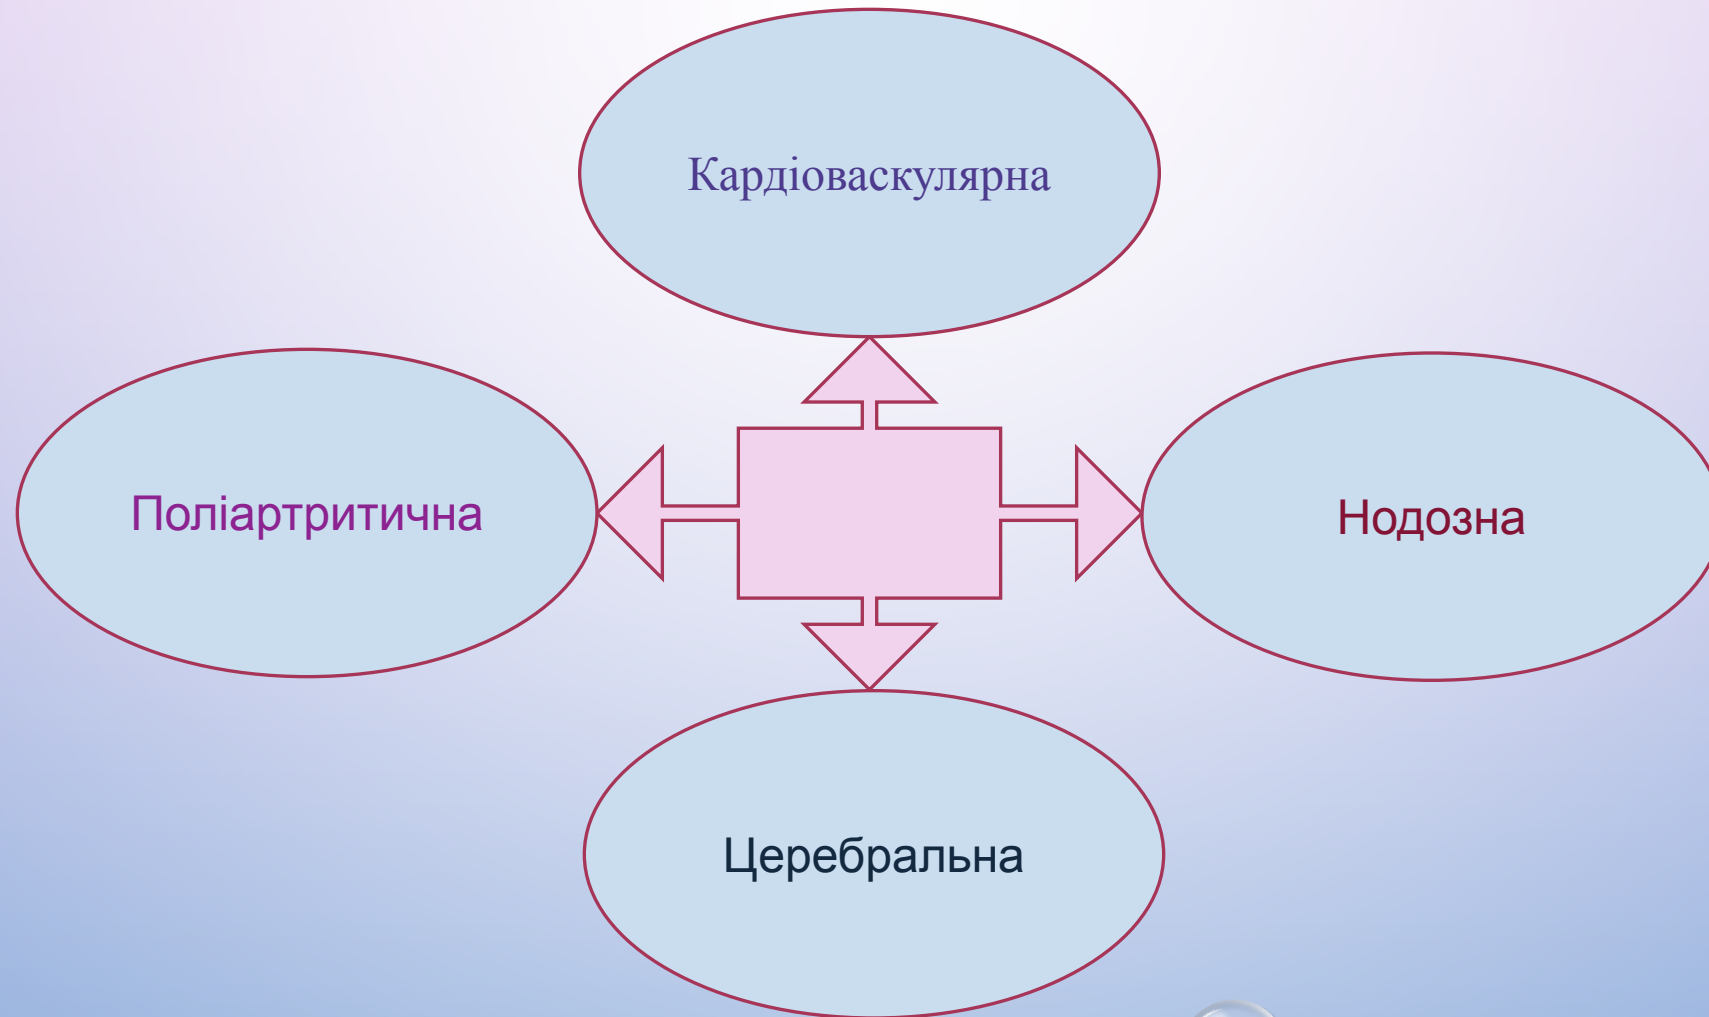 Кардіоваскулярна
Поліартритична
Нодозна
Церебральна